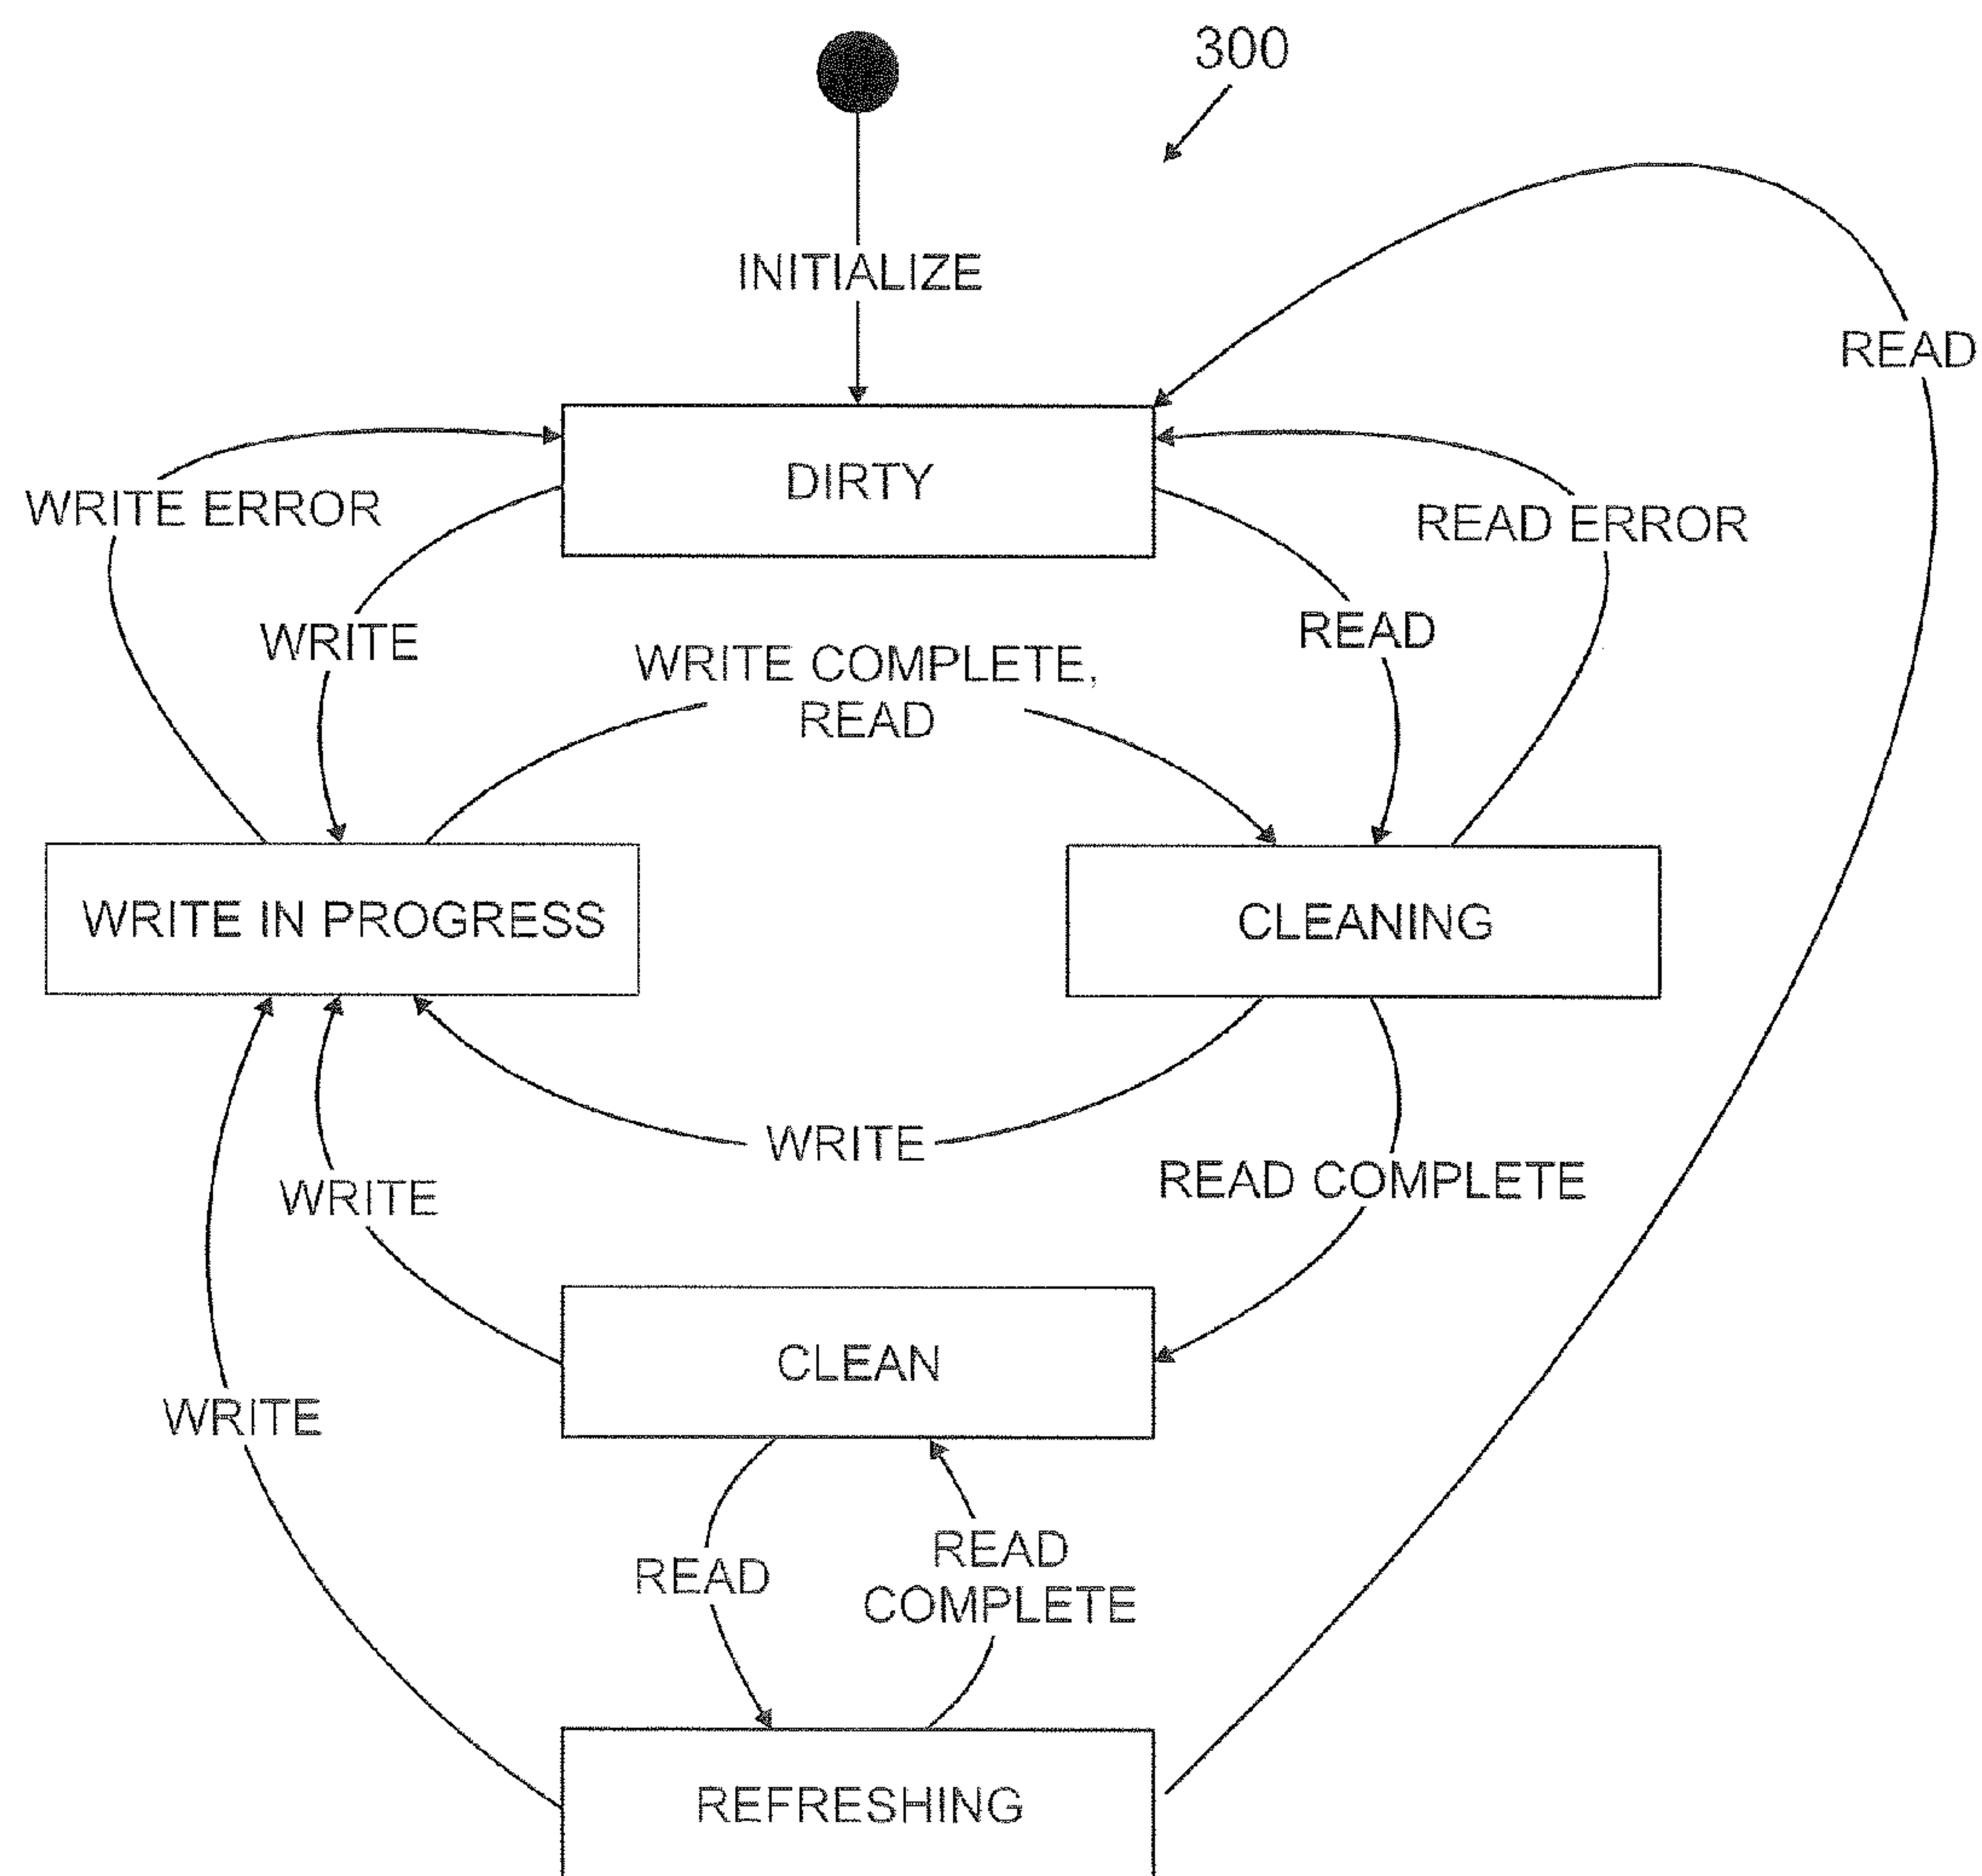 300
INITIALIZE
READ
DIRTY
WRITE ERROR
READ ERROR
WRITE
READ
WRITE COMPLETE,
READ
WRITE IN PROGRESS
CLEANING
WRITE
READ COMPLETE
WRITE
CLEAN
WRITE
READ
READ
COMPLETE
REFRESHING